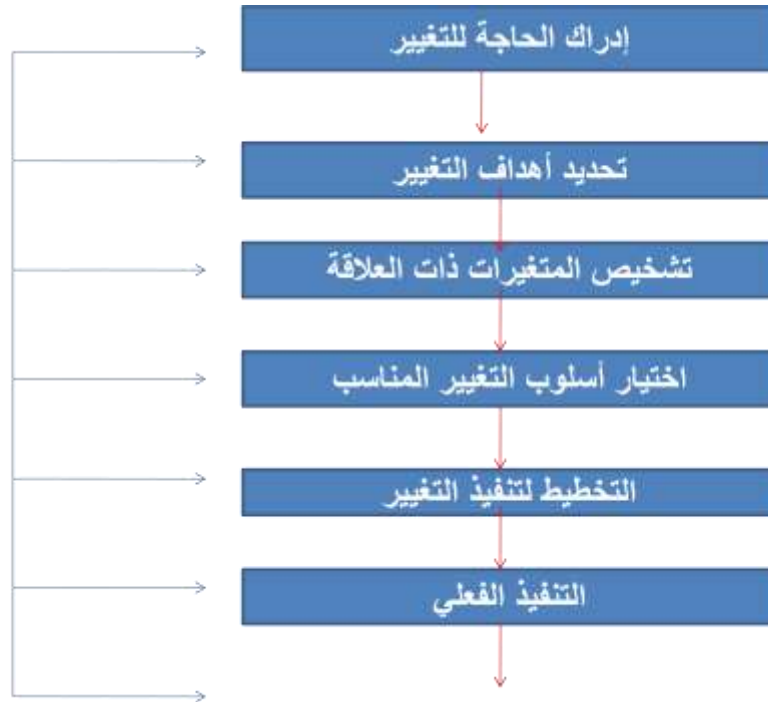 إدراك الحاجة للتغيير
تحديد أهداف التغيير
تشخيص المتغيرات ذات العلاقة
اختيار أسلوب التغيير المناسب
التخطيط لتنفيذ التغيير
التنفيذ الفعلي